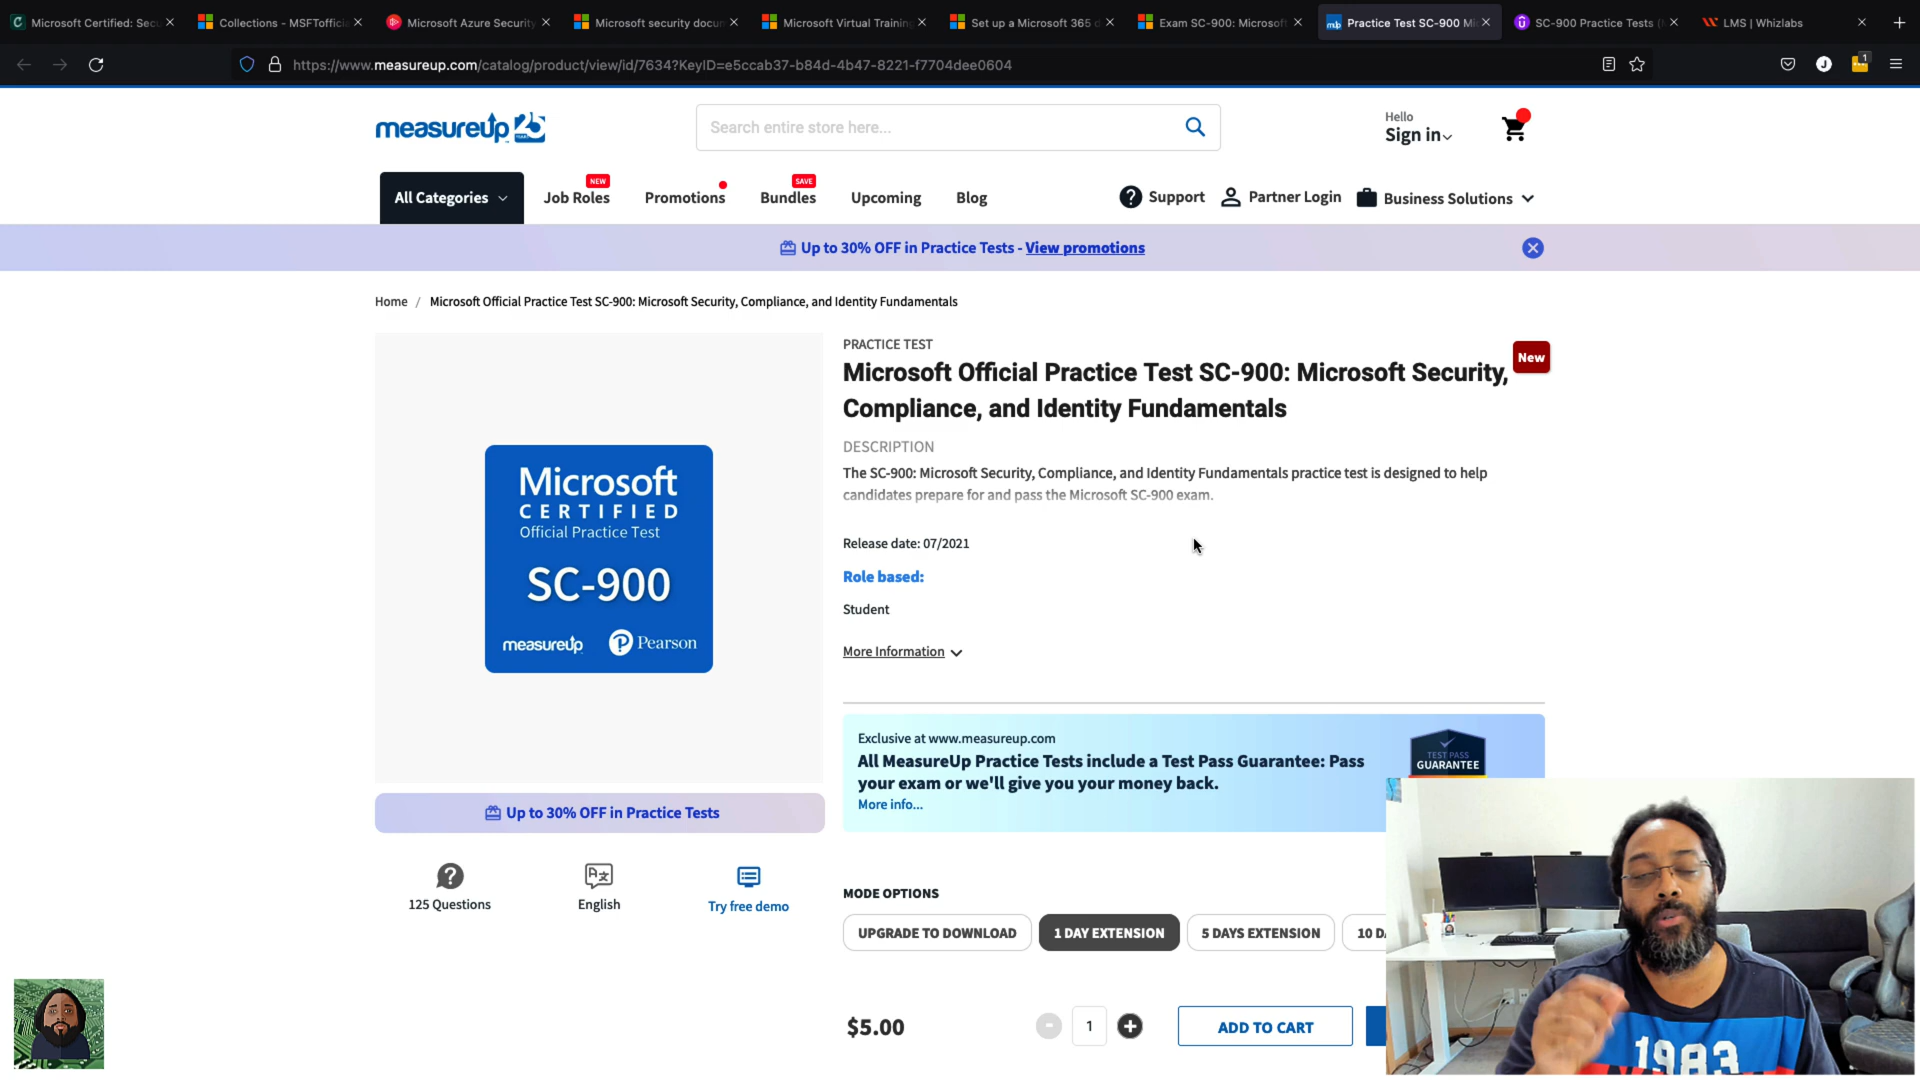 Microsoft Certified: Secu
Collections - MSFTofficia
Microsoft Azure Security
Microsoft security docum
Microsoft Virtual Training
Set up a Microsoft 365 d
Exam SC-900: Microsoft
Practice Test SC-900 Mi
SC-900 Practice Tests (
LMS | Whizlabs
https://www.measureup.com/catalog/product/view/id/7634?KeyID=e5ccab37-b84d-4b47-8221-f7704dee0604
1
measureup 25
YEARS
Search entire store here...
Hello
Sign in
All Categories
NEW
Job Roles
Promotions
SAVE
Bundles
Upcoming
Blog
Support
Partner Login
Business Solutions
Up to 30% OFF in Practice Tests - View promotions
Home / Microsoft Official Practice Test SC-900: Microsoft Security, Compliance, and Identity Fundamentals
Microsoft
CERTIFIED
Official Practice Test
SC-900
measureup Pearson
PRACTICE TEST
Microsoft Official Practice Test SC-900: Microsoft Security,
Compliance, and Identity Fundamentals
New
DESCRIPTION
The SC-900: Microsoft Security, Compliance, and Identity Fundamentals practice test is designed to help
candidates prepare for and pass the Microsoft SC-900 exam.
Release date: 07/2021
Role based:
Student
More Information
Exclusive at www.measureup.com
All MeasureUp Practice Tests include a Test Pass Guarantee: Pass
your exam or we'll give you your money back.
More info...
TEST PASS
GUARANTEE
Up to 30% OFF in Practice Tests
125 Questions
English
Try free demo
MODE OPTIONS
UPGRADE TO DOWNLOAD
1 DAY EXTENSION
5 DAYS EXTENSION
10 DA
$5.00
- 1 +
ADD TO CART
1983